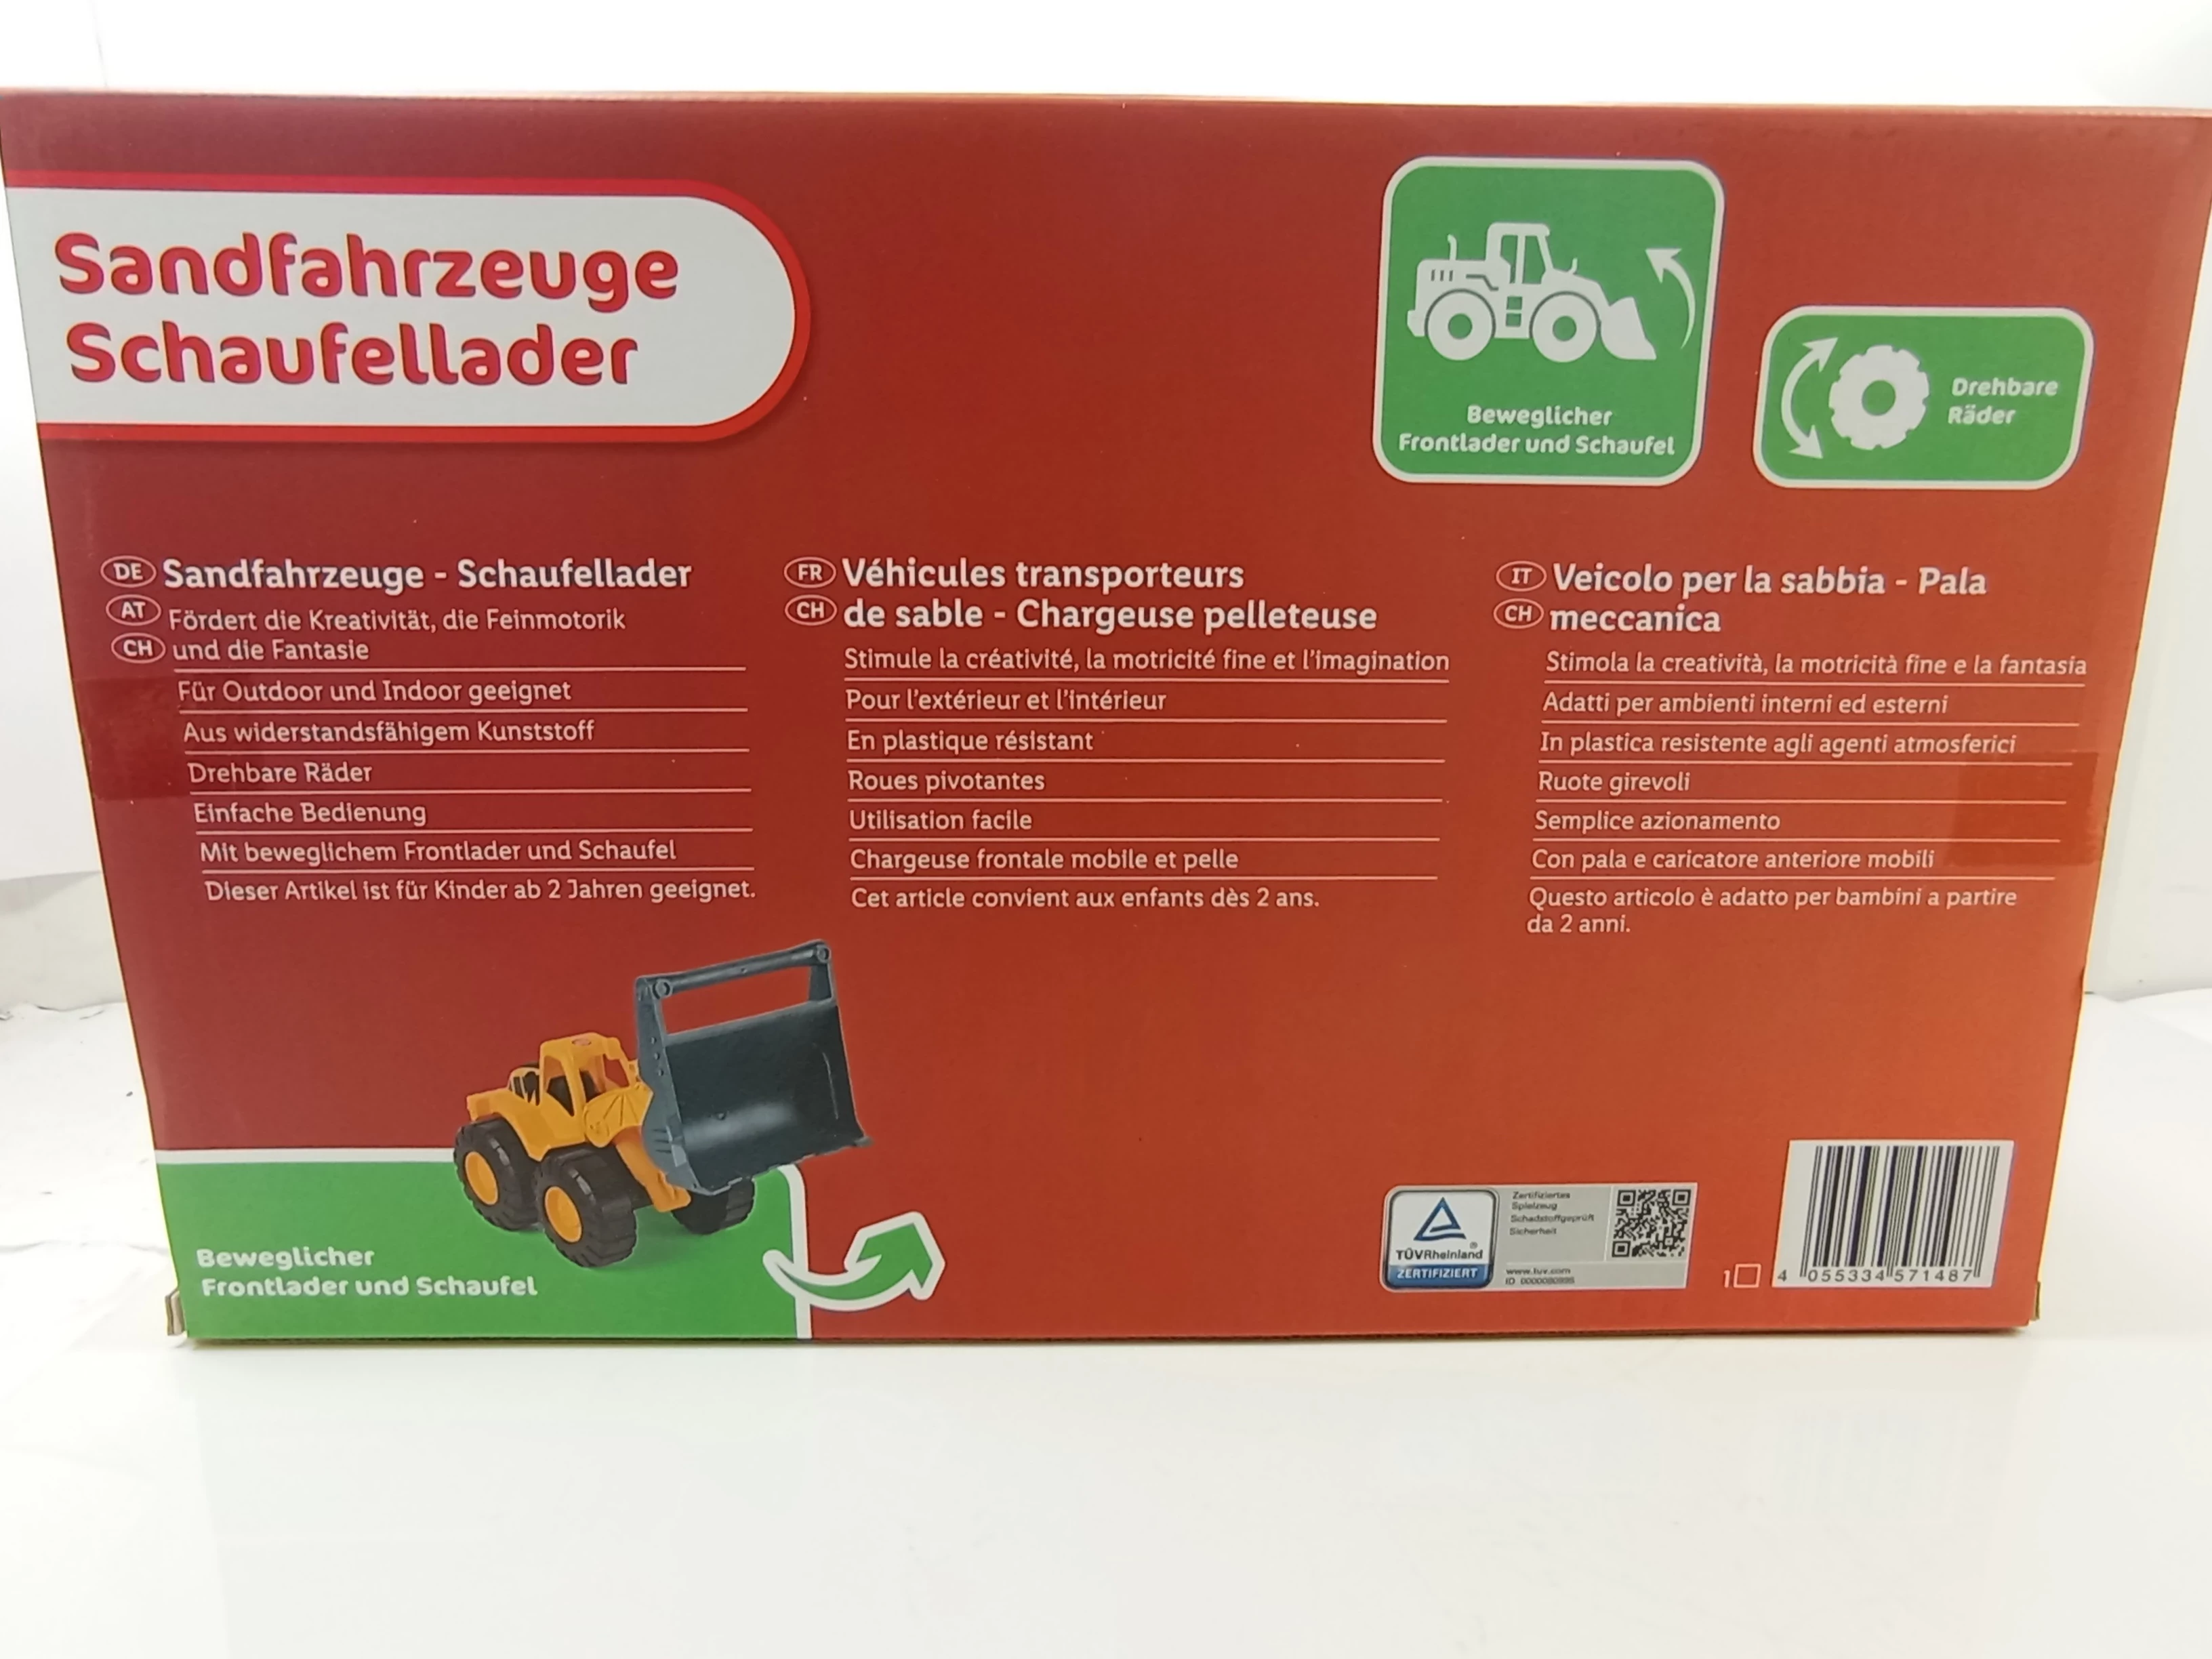 Sandfahrzeuge
Schaufellader
Beweglicher
Frontlader und Schaufel
Drehbare
Räder
DE Sandfahrzeuge - Schaufellader
AT Fördert die Kreativität, die Feinmotorik
CH und die Fantasie
Für Outdoor und Indoor geeignet
Aus widerstandsfähigem Kunststoff
Drehbare Räder
Einfache Bedienung
Mit beweglichem Frontlader und Schaufel
Dieser Artikel ist für Kinder ab 2 Jahren geeignet.
FR Véhicules transporteurs
CH de sable - Chargeuse pelleteuse
Stimule la créativité, la motricité fine et l'imagination
Pour l'extérieur et l'intérieur
En plastique résistant
Roues pivotantes
Utilisation facile
Chargeuse frontale mobile et pelle
Cet article convient aux enfants dès 2 ans.
IT Veicolo per la sabbia - Pala
CH meccanica
Stimola la creatività, la motricità fine e la fantasia
Adatti per ambienti interni ed esterni
In plastica resistente agli agenti atmosferici
Ruote girevoli
Semplice azionamento
Con pala e caricatore anteriore mobili
Questo articolo è adatto per bambini a partire
da 2 anni.
Beweglicher
Frontlader und Schaufel
TÜVRheinland®
ZERTIFIZIERT
Zertifiziertes
Spielzeug
Schadstoffgeprüft
Sicherheit
www.tuv.com
ID
1
4 055334 571487